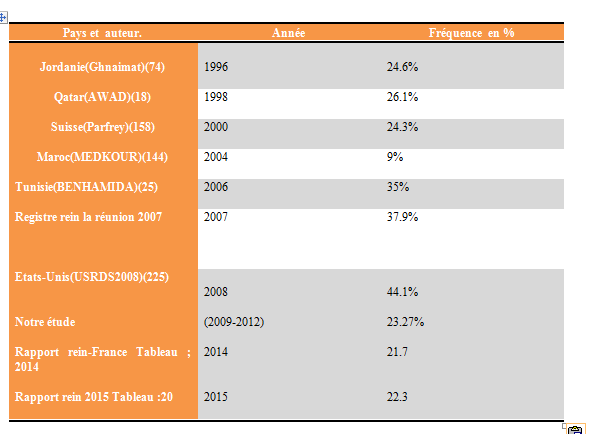 Pays et auteur. Année Fréquence en %
Jordanie(Ghnaimat)(74) 1996 24.6%
Qatar(AWAD)(18) 1998 26.1%
Suisse(Parfrey)(158) 2000 24.3%
Maroc(MEDKOUR)(144) 2004 9%
Tunisie(BENHAMIDA)(25) 2006 35%
Registre rein la réunion 2007 2007 37.9%
Etats-Unis(USRDS2008)(225)
2008 44.1%
Notre étude (2009-2012) 23.27%
Rapport rein-France Tableau ; 2014 21.7
2014
Rapport rein 2015 Tableau :20 2015 22.3